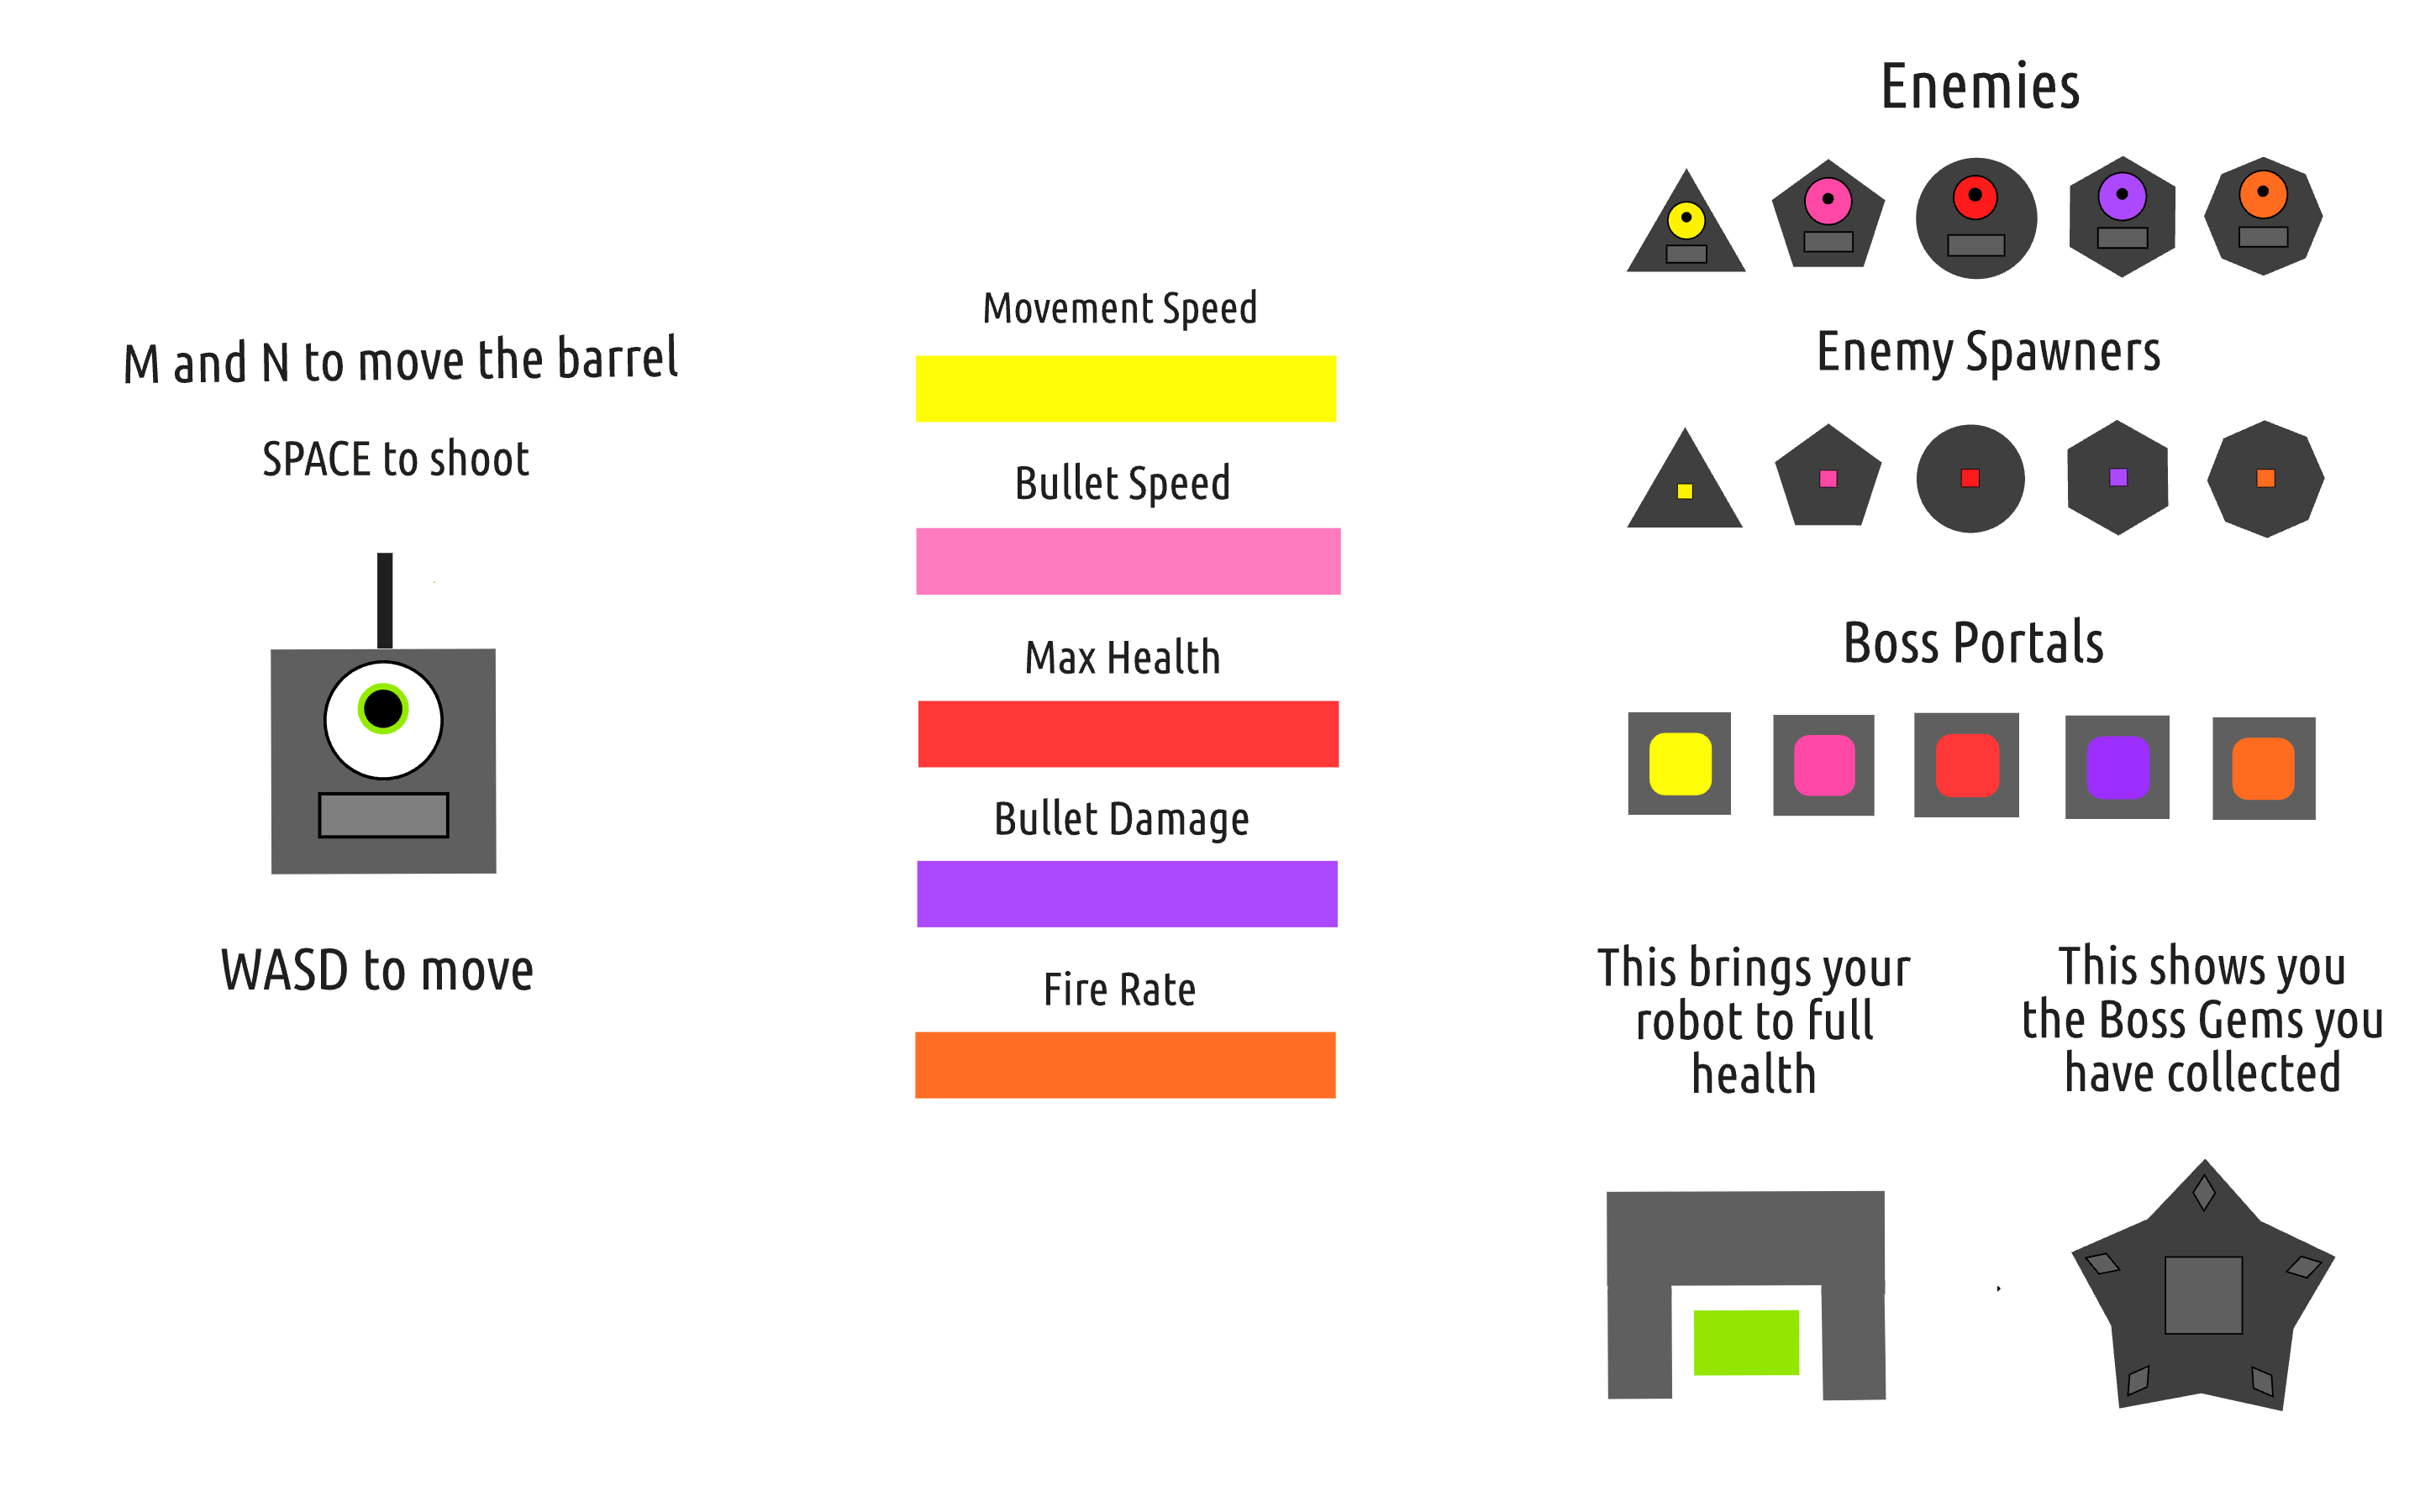 M and N to move the barrel
SPACE to shoot
WASD to move
Movement Speed
Bullet Speed
Max Health
Bullet Damage
Fire Rate
Enemies
Enemy Spawners
Boss Portals
This brings your
robot to full
health
This shows you
the Boss Gems you
have collected